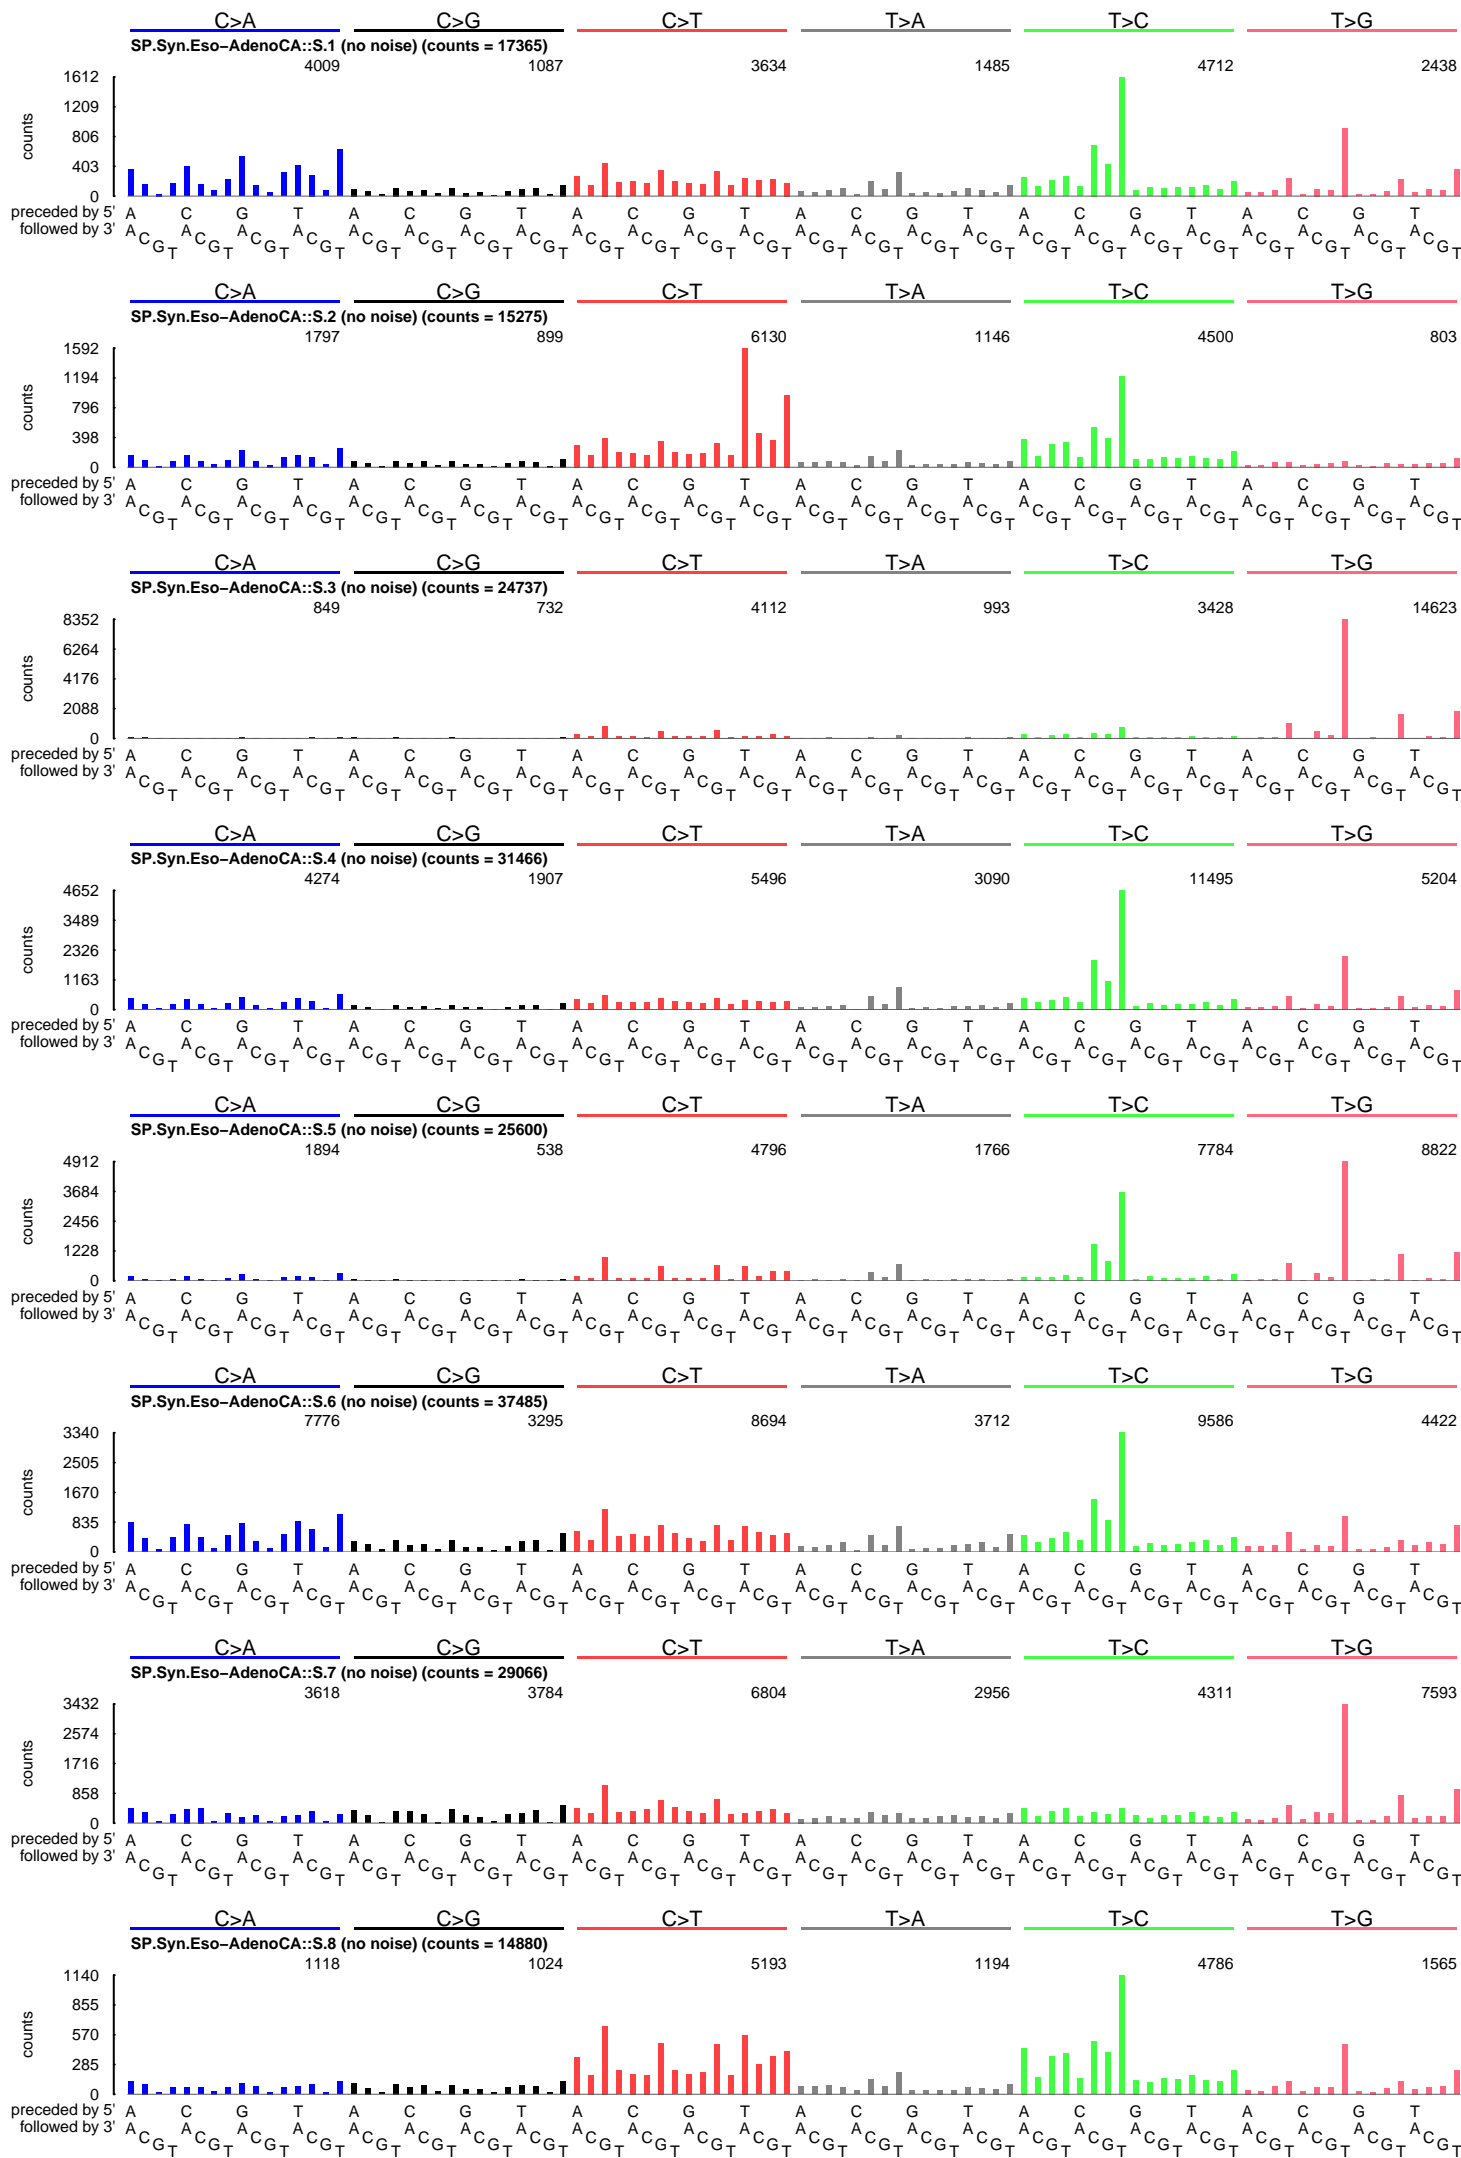 C>A C>G C>T T>A T>C T>G
SP.Syn.Eso−AdenoCA::S.1 (no noise) (counts = 17365)
4009 1087 3634 1485 4712 2438
1612
1209
806
403
0
counts
preceded by 5' A C G T A C G T A C G T A C G T A C G T A C G T
followed by 3' A C G T A C G T A C G T A C G T A C G T A C G T A C G T A C G T A C G T A C G T A C G T A C G T A C G T A C G T A C G T A C G T A C G T A C G T A C G T A C G T A C G T A C G T A C G T A C G T
C>A C>G C>T T>A T>C T>G
SP.Syn.Eso−AdenoCA::S.2 (no noise) (counts = 15275)
1797 899 6130 1146 4500 803
1592
1194
796
398
0
counts
preceded by 5' A C G T A C G T A C G T A C G T A C G T A C G T
followed by 3' A C G T A C G T A C G T A C G T A C G T A C G T A C G T A C G T A C G T A C G T A C G T A C G T A C G T A C G T A C G T A C G T A C G T A C G T A C G T A C G T A C G T A C G T A C G T A C G T
C>A C>G C>T T>A T>C T>G
SP.Syn.Eso−AdenoCA::S.3 (no noise) (counts = 24737)
849 732 4112 993 3428 14623
8352
6264
4176
2088
0
counts
preceded by 5' A C G T A C G T A C G T A C G T A C G T A C G T
followed by 3' A C G T A C G T A C G T A C G T A C G T A C G T A C G T A C G T A C G T A C G T A C G T A C G T A C G T A C G T A C G T A C G T A C G T A C G T A C G T A C G T A C G T A C G T A C G T A C G T
C>A C>G C>T T>A T>C T>G
SP.Syn.Eso−AdenoCA::S.4 (no noise) (counts = 31466)
4274 1907 5496 3090 11495 5204
4652
3489
2326
1163
0
counts
preceded by 5' A C G T A C G T A C G T A C G T A C G T A C G T
followed by 3' A C G T A C G T A C G T A C G T A C G T A C G T A C G T A C G T A C G T A C G T A C G T A C G T A C G T A C G T A C G T A C G T A C G T A C G T A C G T A C G T A C G T A C G T A C G T A C G T
C>A C>G C>T T>A T>C T>G
SP.Syn.Eso−AdenoCA::S.5 (no noise) (counts = 25600)
1894 538 4796 1766 7784 8822
4912
3684
2456
1228
0
counts
preceded by 5' A C G T A C G T A C G T A C G T A C G T A C G T
followed by 3' A C G T A C G T A C G T A C G T A C G T A C G T A C G T A C G T A C G T A C G T A C G T A C G T A C G T A C G T A C G T A C G T A C G T A C G T A C G T A C G T A C G T A C G T A C G T A C G T
C>A C>G C>T T>A T>C T>G
SP.Syn.Eso−AdenoCA::S.6 (no noise) (counts = 37485)
7776 3295 8694 3712 9586 4422
3340
2505
1670
835
0
counts
preceded by 5' A C G T A C G T A C G T A C G T A C G T A C G T
followed by 3' A C G T A C G T A C G T A C G T A C G T A C G T A C G T A C G T A C G T A C G T A C G T A C G T A C G T A C G T A C G T A C G T A C G T A C G T A C G T A C G T A C G T A C G T A C G T A C G T
C>A C>G C>T T>A T>C T>G
SP.Syn.Eso−AdenoCA::S.7 (no noise) (counts = 29066)
3618 3784 6804 2956 4311 7593
3432
2574
1716
858
0
counts
preceded by 5' A C G T A C G T A C G T A C G T A C G T A C G T
followed by 3' A C G T A C G T A C G T A C G T A C G T A C G T A C G T A C G T A C G T A C G T A C G T A C G T A C G T A C G T A C G T A C G T A C G T A C G T A C G T A C G T A C G T A C G T A C G T A C G T
C>A C>G C>T T>A T>C T>G
SP.Syn.Eso−AdenoCA::S.8 (no noise) (counts = 14880)
1118 1024 5193 1194 4786 1565
1140
855
570
285
0
counts
preceded by 5' A C G T A C G T A C G T A C G T A C G T A C G T
followed by 3' A C G T A C G T A C G T A C G T A C G T A C G T A C G T A C G T A C G T A C G T A C G T A C G T A C G T A C G T A C G T A C G T A C G T A C G T A C G T A C G T A C G T A C G T A C G T A C G T